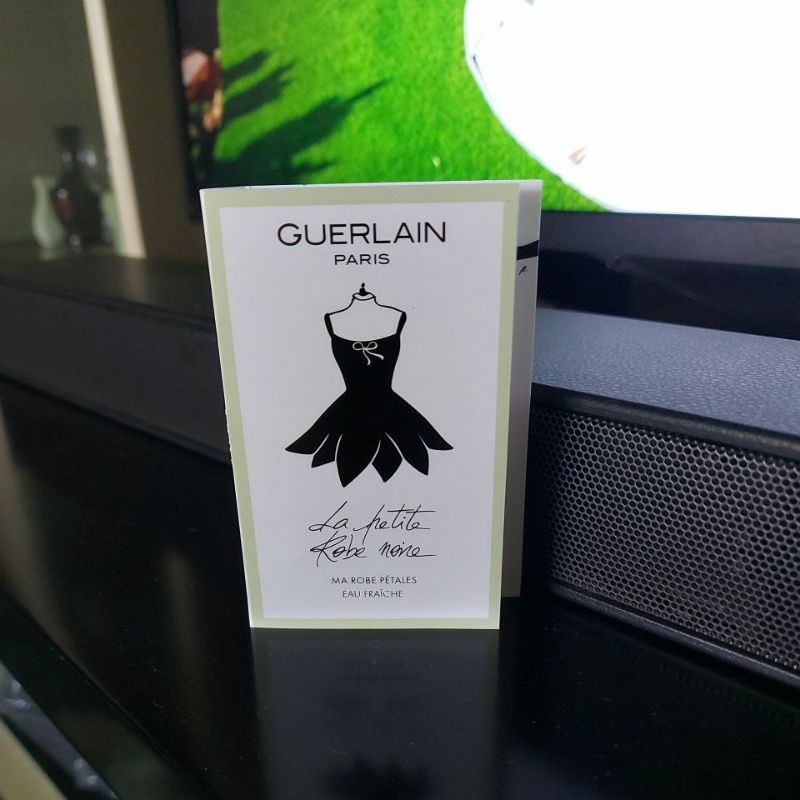 GUERLAIN
PARIS
La petite
Robe noire
MA ROBE PÉTALES
EAU FRAÎCHE